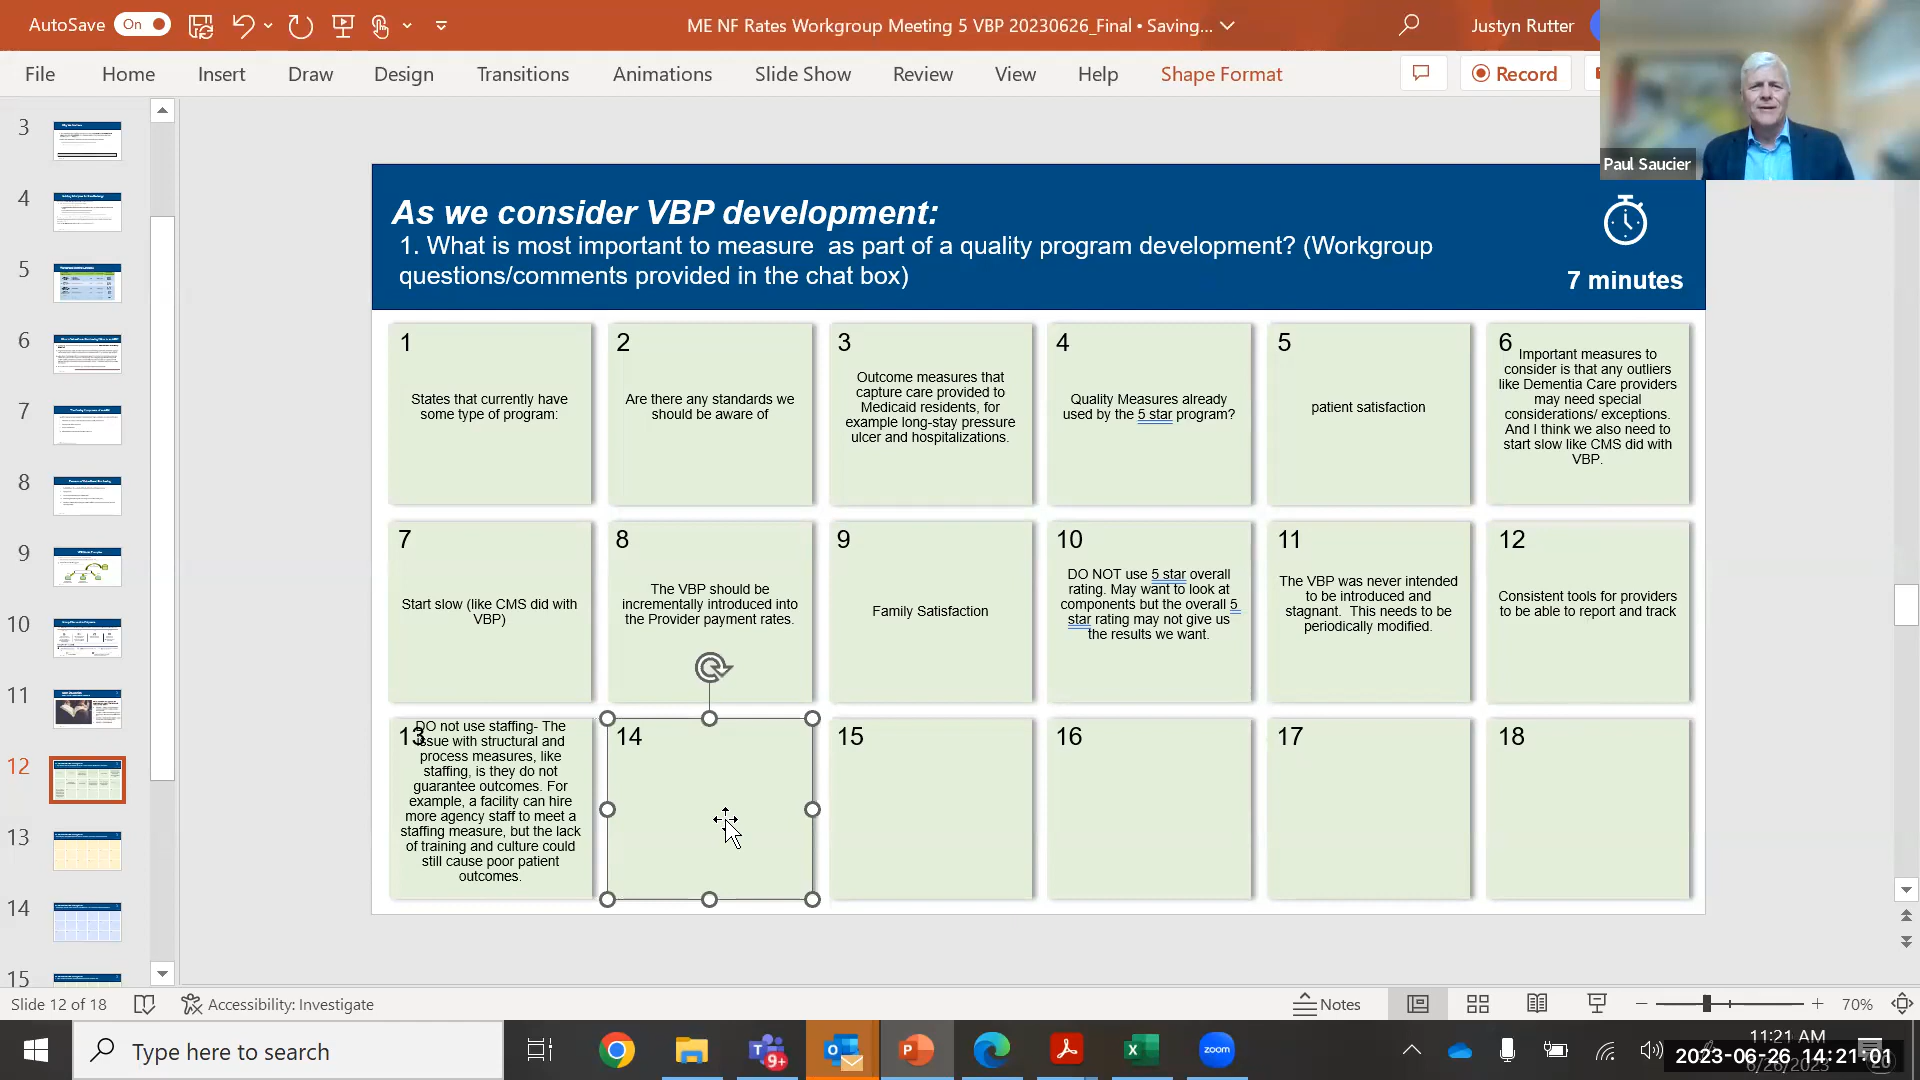 AutoSave On
ME NF Rates Workgroup Meeting 5 VBP 20230626_Final • Saving...
Justyn Rutter
File Home Insert Draw Design Transitions Animations Slide Show Review View Help Shape Format
Record
Paul Saucier
As we consider VBP development:
1. What is most important to measure as part of a quality program development? (Workgroup
questions/comments provided in the chat box)
7 minutes
1
States that currently have
some type of program:
2
Are there any standards we
should be aware of
3
Outcome measures that
capture care provided to
Medicaid residents, for
example long-stay pressure
ulcer and hospitalizations.
4
Quality Measures already
used by the 5 star program?
5
patient satisfaction
6
Important measures to
consider is that any outliers
like Dementia Care providers
may need special
considerations/ exceptions.
And I think we also need to
start slow like CMS did with
VBP.
7
Start slow (like CMS did with
VBP)
8
The VBP should be
incrementally introduced into
the Provider payment rates.
9
Family Satisfaction
10
DO NOT use 5 star overall
rating. May want to look at
components but the overall 5
star rating may not give us
the results we want.
11
The VBP was never intended
to be introduced and
stagnant. This needs to be
periodically modified.
12
Consistent tools for providers
to be able to report and track
13
DO not use staffing- The
issue with structural and
process measures, like
staffing, is they do not
guarantee outcomes. For
example, a facility can hire
more agency staff to meet a
staffing measure, but the lack
of training and culture could
still cause poor patient
outcomes.
14
15
16
17
18
3
4
5
6
7
8
9
10
11
12
13
14
15
Slide 12 of 18
Accessibility: Investigate
Notes
70%
Type here to search
9+
zoom
11:21 AM
6/26/2023
2023-06-26 14:21:01
20